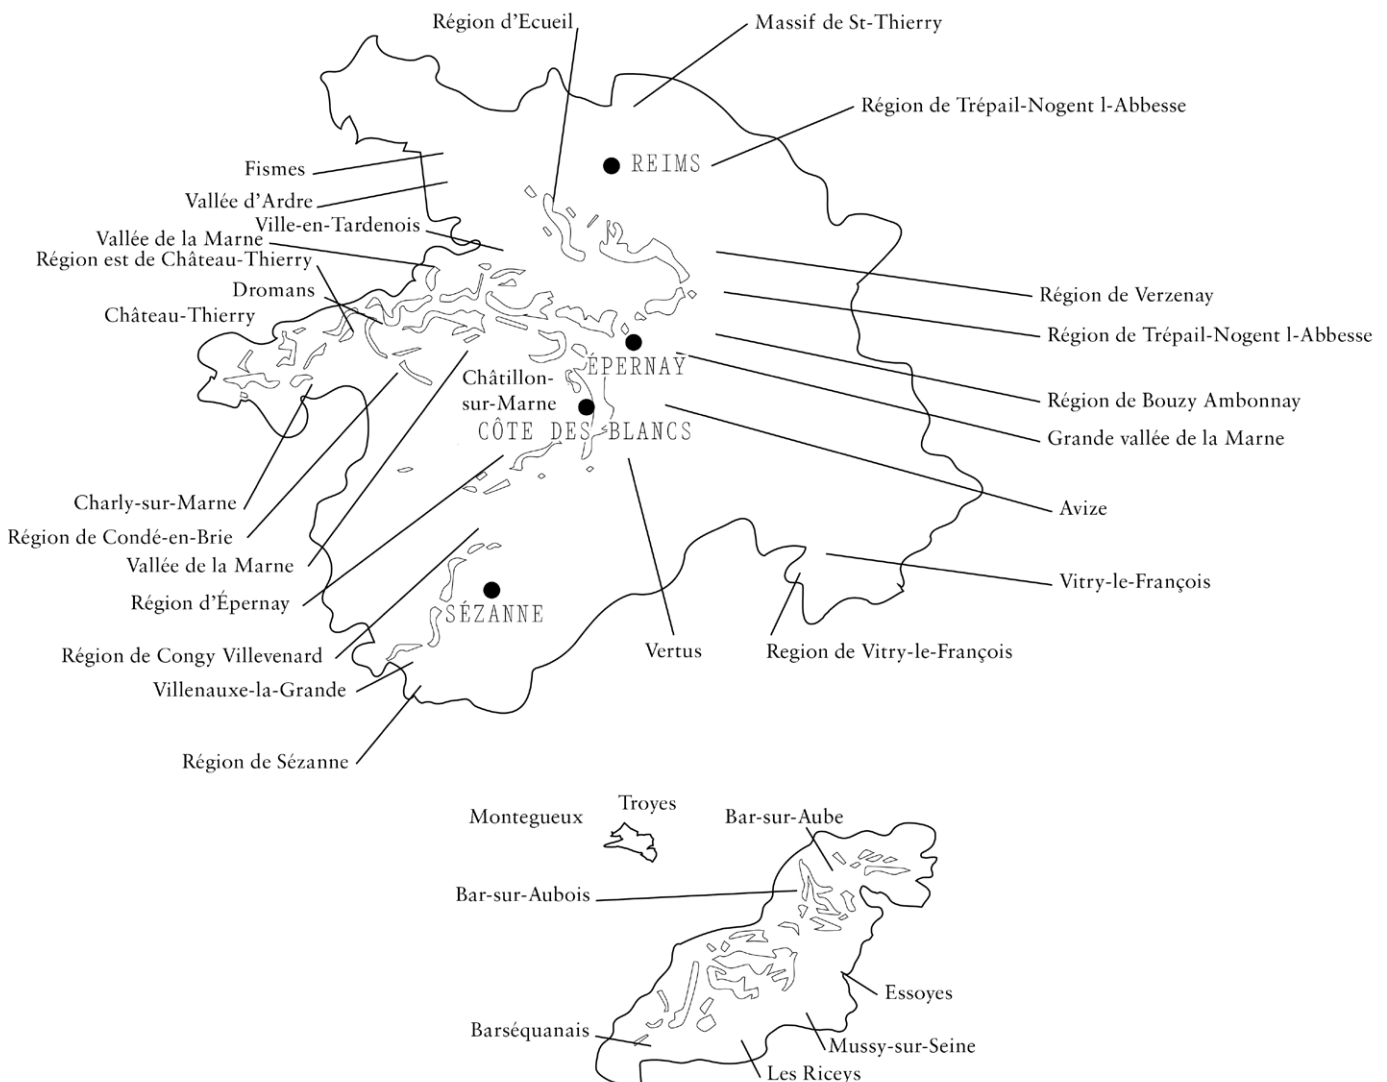 Région d’Ecueil
Massif de St-Thierry
Région de Trépail-Nogent l-Abbesse
REIMS
Fismes
Vallée d’Ardre
Ville-en-Tardenois
Vallée de la Marne
Région est de Château-Thierry
Dromans
Château-Thierry
Région de Verzenay
Région de Trépail-Nogent l-Abbesse
ÉPERNAY
Châtillon-
sur-Marne
CÔTE DES BLANCS
Région de Bouzy Ambonnay
Grande vallée de la Marne
Charly-sur-Marne
Avize
Région de Condé-en-Brie
Vallée de la Marne
Vitry-le-François
Région d’Épernay
SÉZANNE
Région de Congy Villevenard
Vertus
Region de Vitry-le-François
Villenauxe-la-Grande
Région de Sézanne
Troyes
Montegueux
Bar-sur-Aube
Bar-sur-Aubois
Essoyes
Barséquanais
Mussy-sur-Seine
Les Riceys